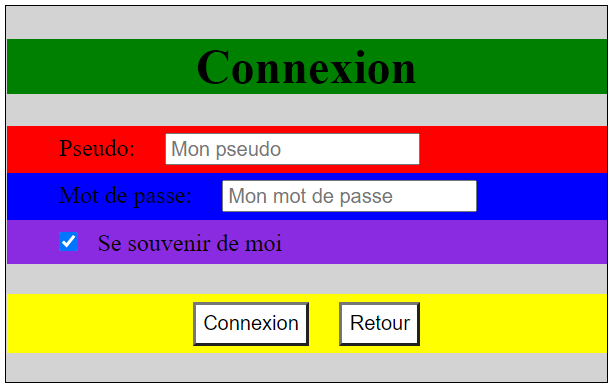 Connexion
Pseudo: Mon pseudo
Mot de passe: Mon mot de passe
Se souvenir de moi
Connexion Retour